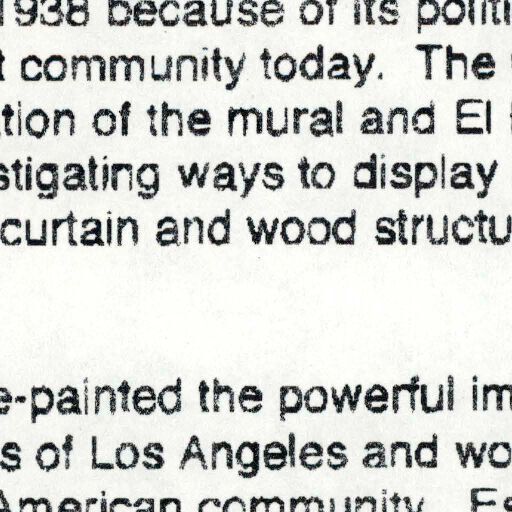 1938 because of its politi
t community today. The
tion of the mural and El
stigating ways to display
curtain and wood structu
e-painted the powerful im
s of Los Angeles and wo
American community. Es